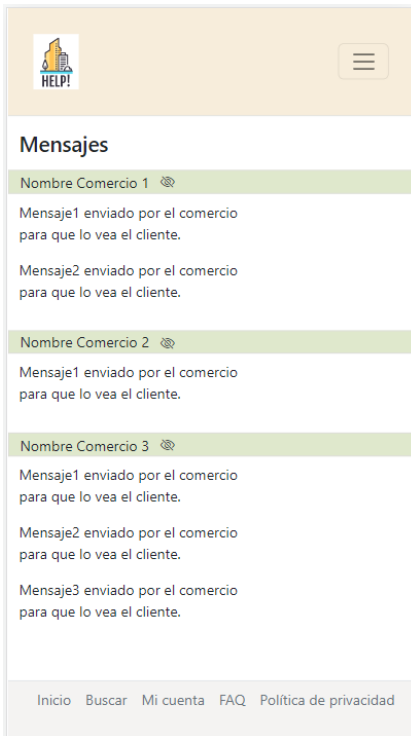 HELP!
Mensajes
Nombre Comercio 1
Mensaje1 enviado por el comercio
para que lo vea el cliente.
Mensaje2 enviado por el comercio
para que lo vea el cliente.
Nombre Comercio 2
Mensaje1 enviado por el comercio
para que lo vea el cliente.
Nombre Comercio 3
Mensaje1 enviado por el comercio
para que lo vea el cliente.
Mensaje2 enviado por el comercio
para que lo vea el cliente.
Mensaje3 enviado por el comercio
para que lo vea el cliente.
Inicio Buscar Mi cuenta FAQ Política de privacidad